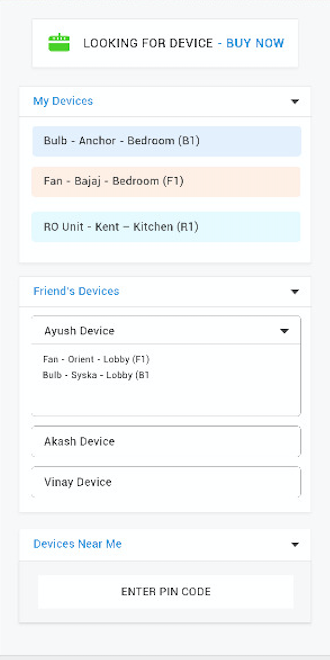 LOOKING FOR DEVICE - BUY NOW
My Devices
Bulb - Anchor - Bedroom (B1)
Fan - Bajaj - Bedroom (F1)
RO Unit - Kent – Kitchen (R1)
Friend's Devices
Ayush Device
Fan - Orient - Lobby (F1)
Bulb - Syska - Lobby (B1
Akash Device
Vinay Device
Devices Near Me
ENTER PIN CODE